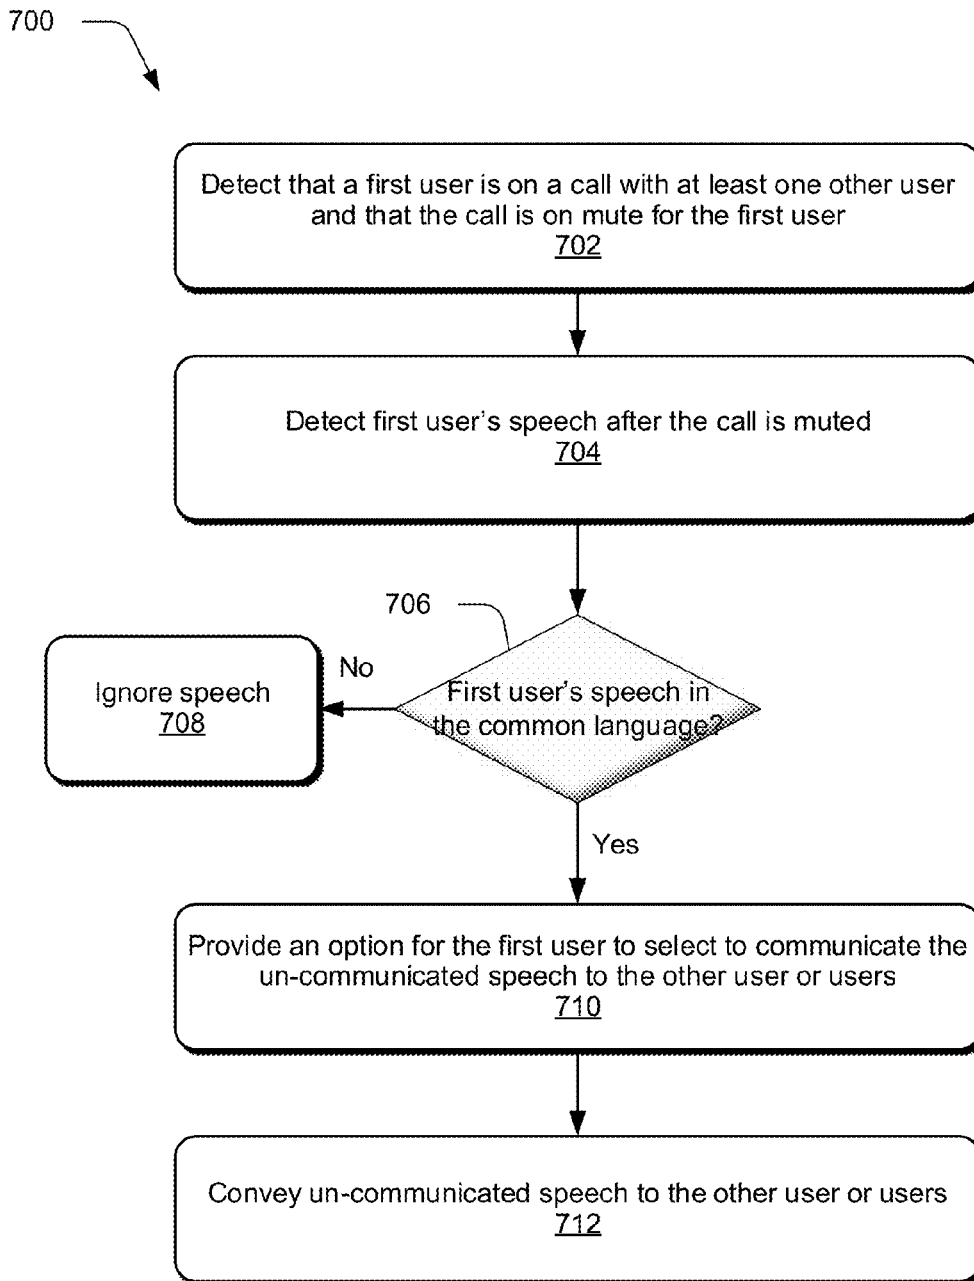 700
Detect that a first user is on a call with at least one other user
and that the call is on mute for the first user
702
Detect first user's speech after the call is muted
704
706
No
Ignore speech
708
First user's speech in
the common language?
Yes
Provide an option for the first user to select to communicate the
un-communicated speech to the other user or users
710
Convey un-communicated speech to the other user or users
712